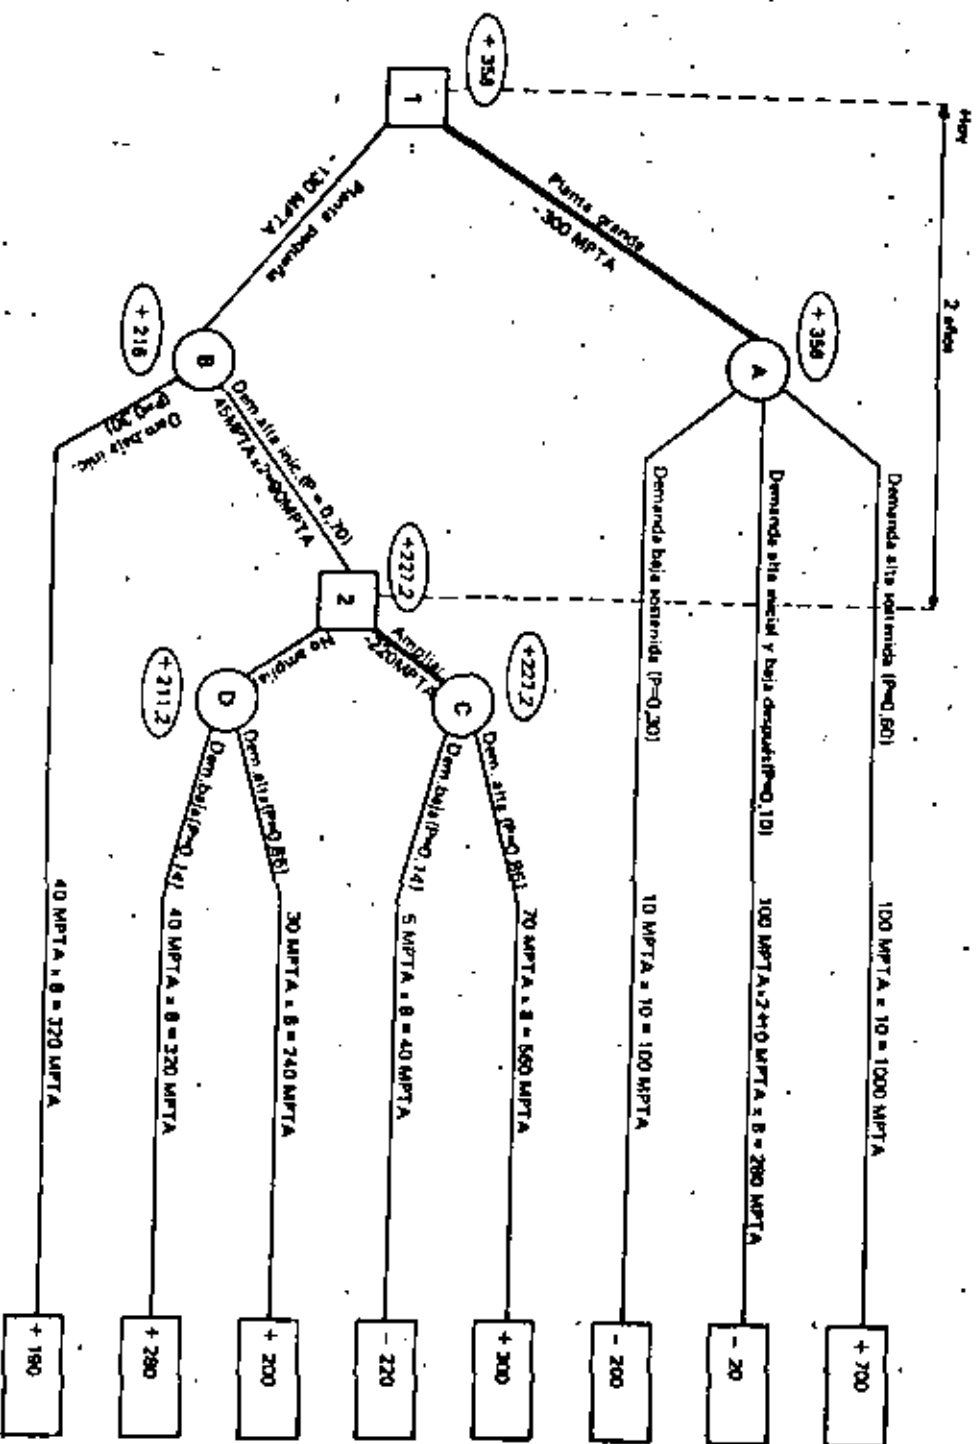 Hoy
2 años
+ 358
1
Planta grande
- 300 MPTA
Planta pequeña
- 130 MPTA
+ 358
A
Demanda alta sostenida (P=0,60)
100 MPTA x 10 = 1000 MPTA
+ 700
Demanda alta inicial y baja después(P=0,10)
100 MPTA x 2+10 MPTA x 8 = 280 MPTA
- 20
Demanda baja sostenida (P=0,30)
10 MPTA x 10 = 100 MPTA
- 200
+ 216
B
Dem.alta inic.(P = 0,70)
45MPTA x 2=90MPTA
Dem.baja inic.
(P=0,30)
+227,2
2
Ampliar
-220MPTA
No amplia
+227,2
C
Dem. alta (P=0,86)
70 MPTA x 8 = 560 MPTA
+ 300
Dem.baja(P=0,14)
5 MPTA x 8 = 40 MPTA
- 220
+ 211,2
D
Dem.alta(P=0,86)
30 MPTA x 8 = 240 MPTA
+ 200
Dem.baja(P=0,14)
40 MPTA x 8 = 320 MPTA
+ 280
40 MPTA x 8 = 320 MPTA
+ 190